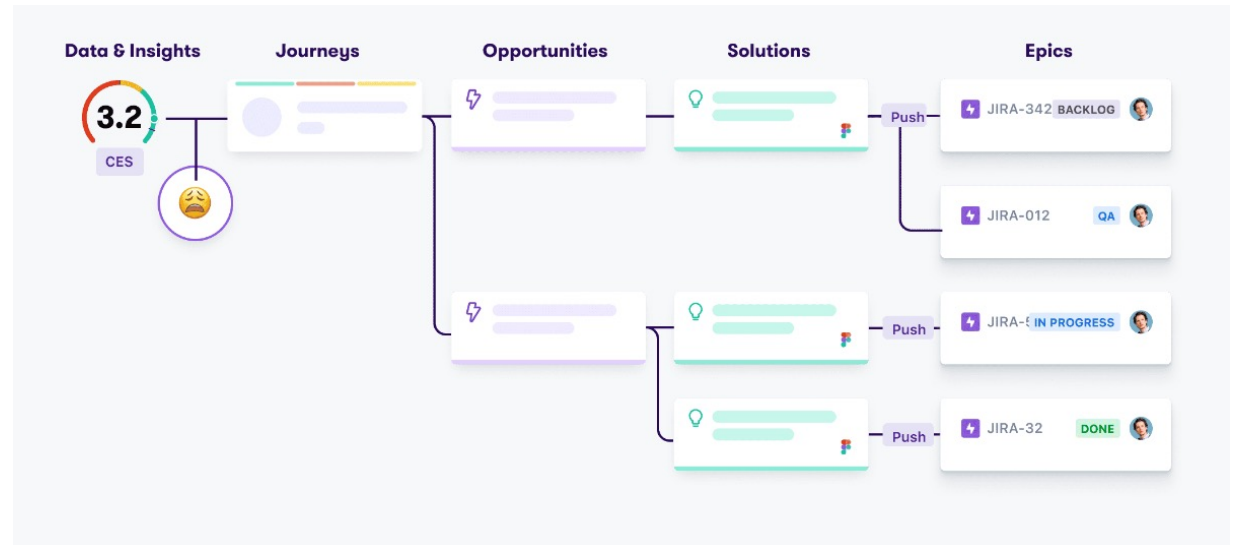 Data & Insights
Journeys
Opportunities
Solutions
Epics
3.2
CES
Push
JIRA-342
BACKLOG
JIRA-012
QA
Push
IN PROGRESS
Push
JIRA-32
DONE